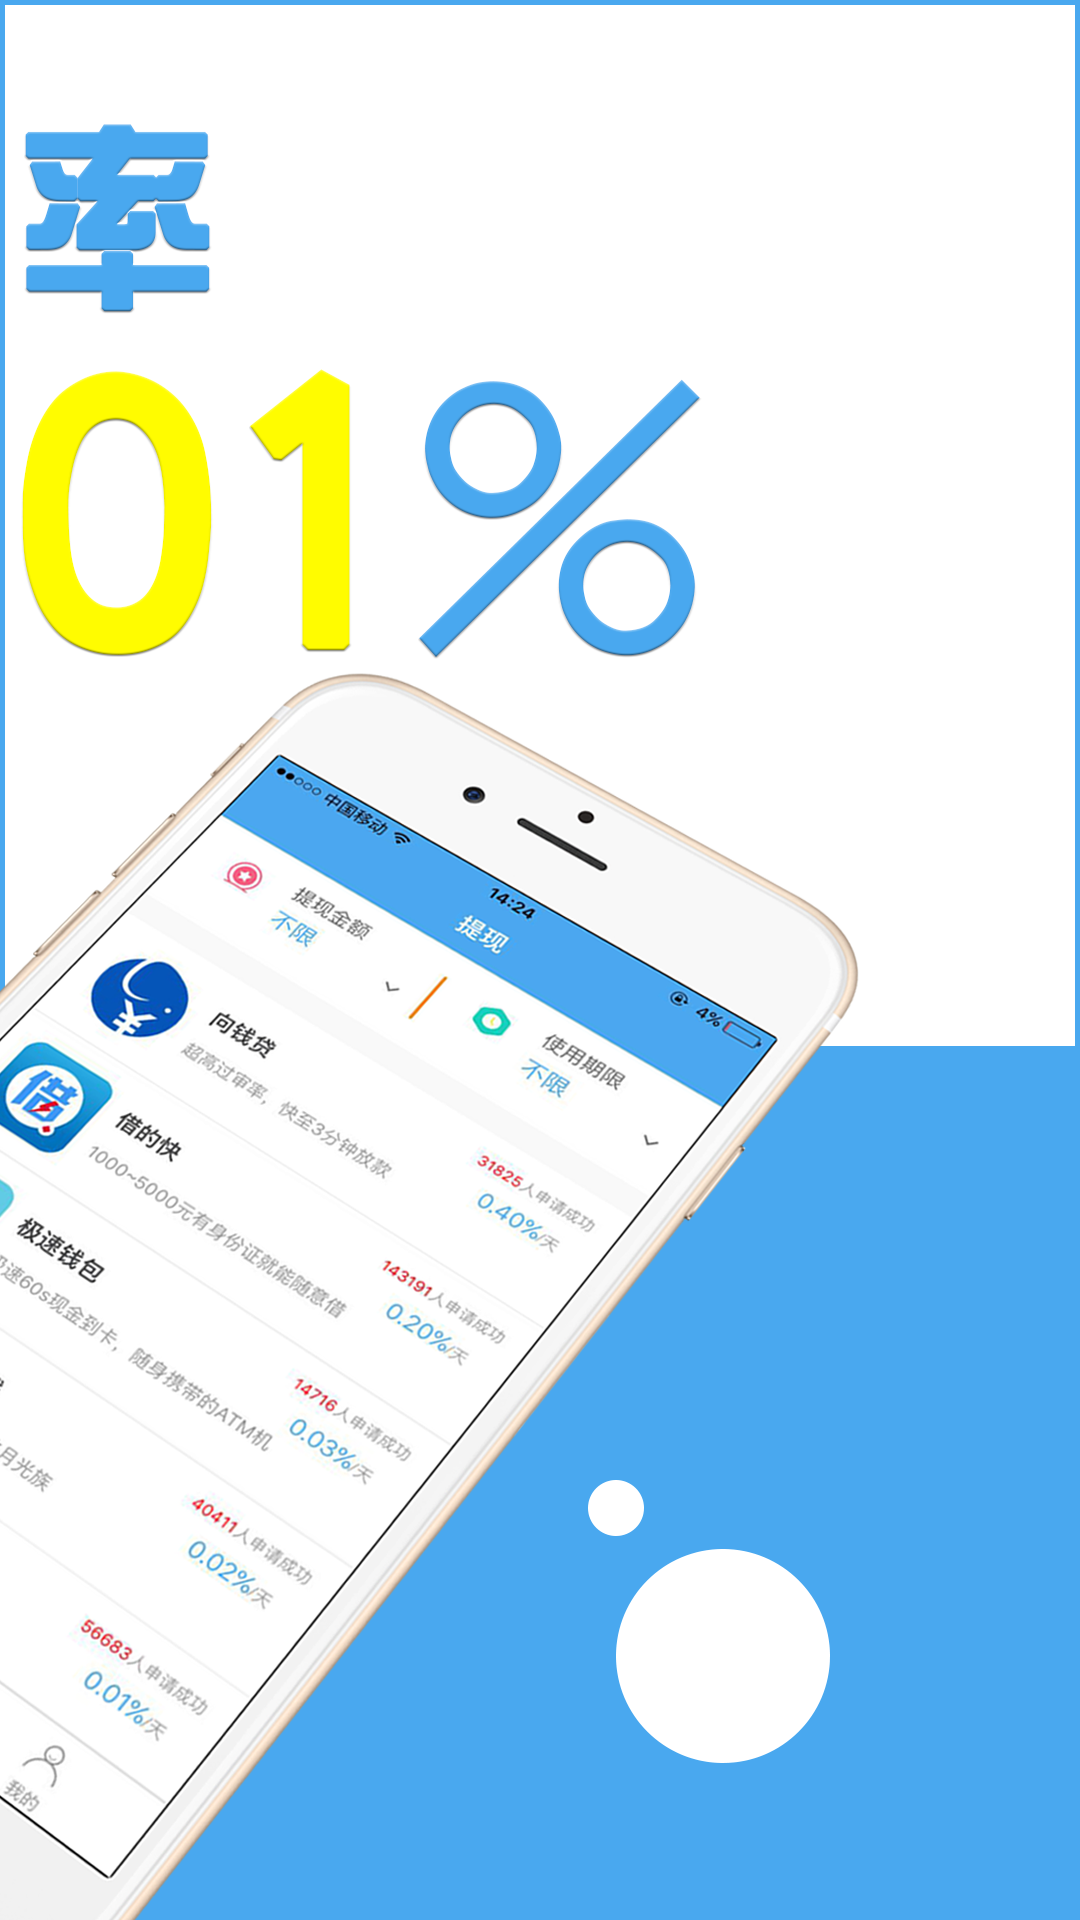 率
01%
中国移动
14:24
4%
提现
提现金额
不限
使用期限
不限
向钱贷
超高过审率，快至3分钟放款
31825人申请成功
0.40%/天
借
借的快
1000~5000元有身份证就能随意借
143191人申请成功
0.20%/天
极速钱包
速60s现金到卡，随身携带的ATM机
14716人申请成功
0.03%/天
月光族
40411人申请成功
0.02%/天
56683人申请成功
0.01%/天
我的